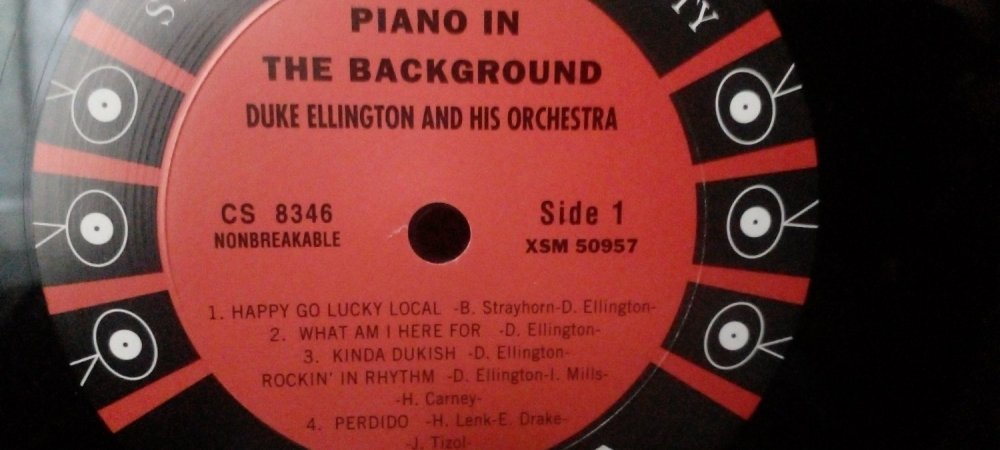 PIANO IN
THE BACKGROUND
DUKE ELLINGTON AND HIS ORCHESTRA
CS 8346
NONBREAKABLE
Side 1
XSM 50957
1. HAPPY GO LUCKY LOCAL -B. Strayhorn-D. Ellington-
2. WHAT AM I HERE FOR -D. Ellington-
3. KINDA DUKISH -D. Ellington-
ROCKIN' IN RHYTHM -D. Ellington-I. Mills-
-H. Carney-
4. PERDIDO -H. Lenk-E. Drake-
-J. Tizol-